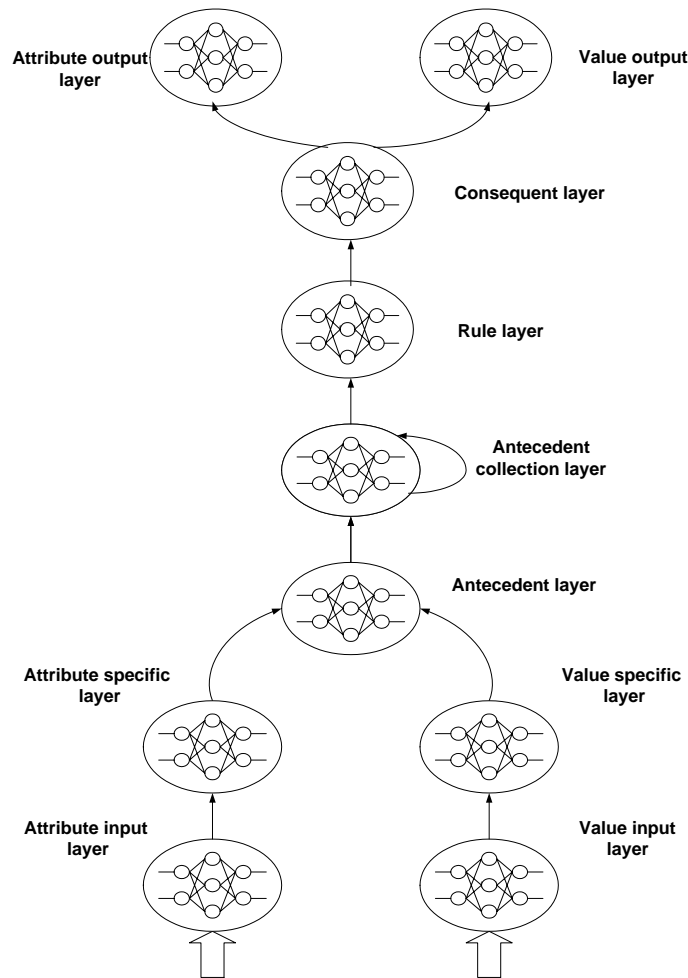 Attribute output
layer
Value output
layer
Consequent layer
Rule layer
Antecedent
collection layer
Antecedent layer
Attribute specific
layer
Value specific
layer
Attribute input
layer
Value input
layer